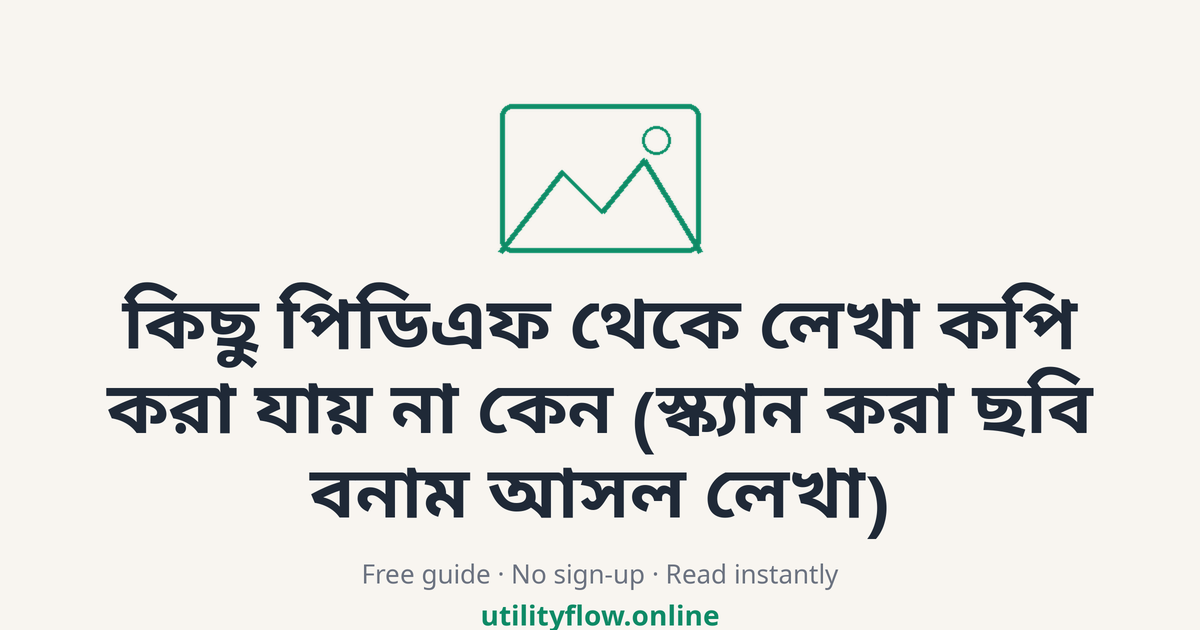 কিছু পিডিএফ থেকে লেখা কপি
করা যায় না কেন (স্ক্যান করা ছবি
বনাম আসল লেখা)
Free guide · No sign-up · Read instantly
utilityflow.online